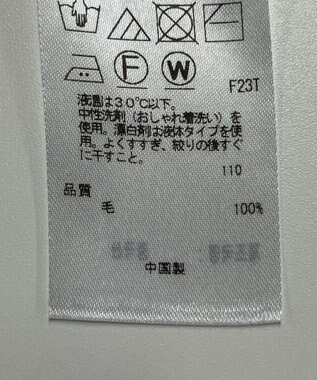 F
W
F23T
液温は30℃以下。
中性洗剤（おしゃれ着洗い）を
使用。漂白剤は液体タイプを使
用。よくすすぎ、絞りの後すぐ
に干すこと。
110
品質
毛 100%
中国製